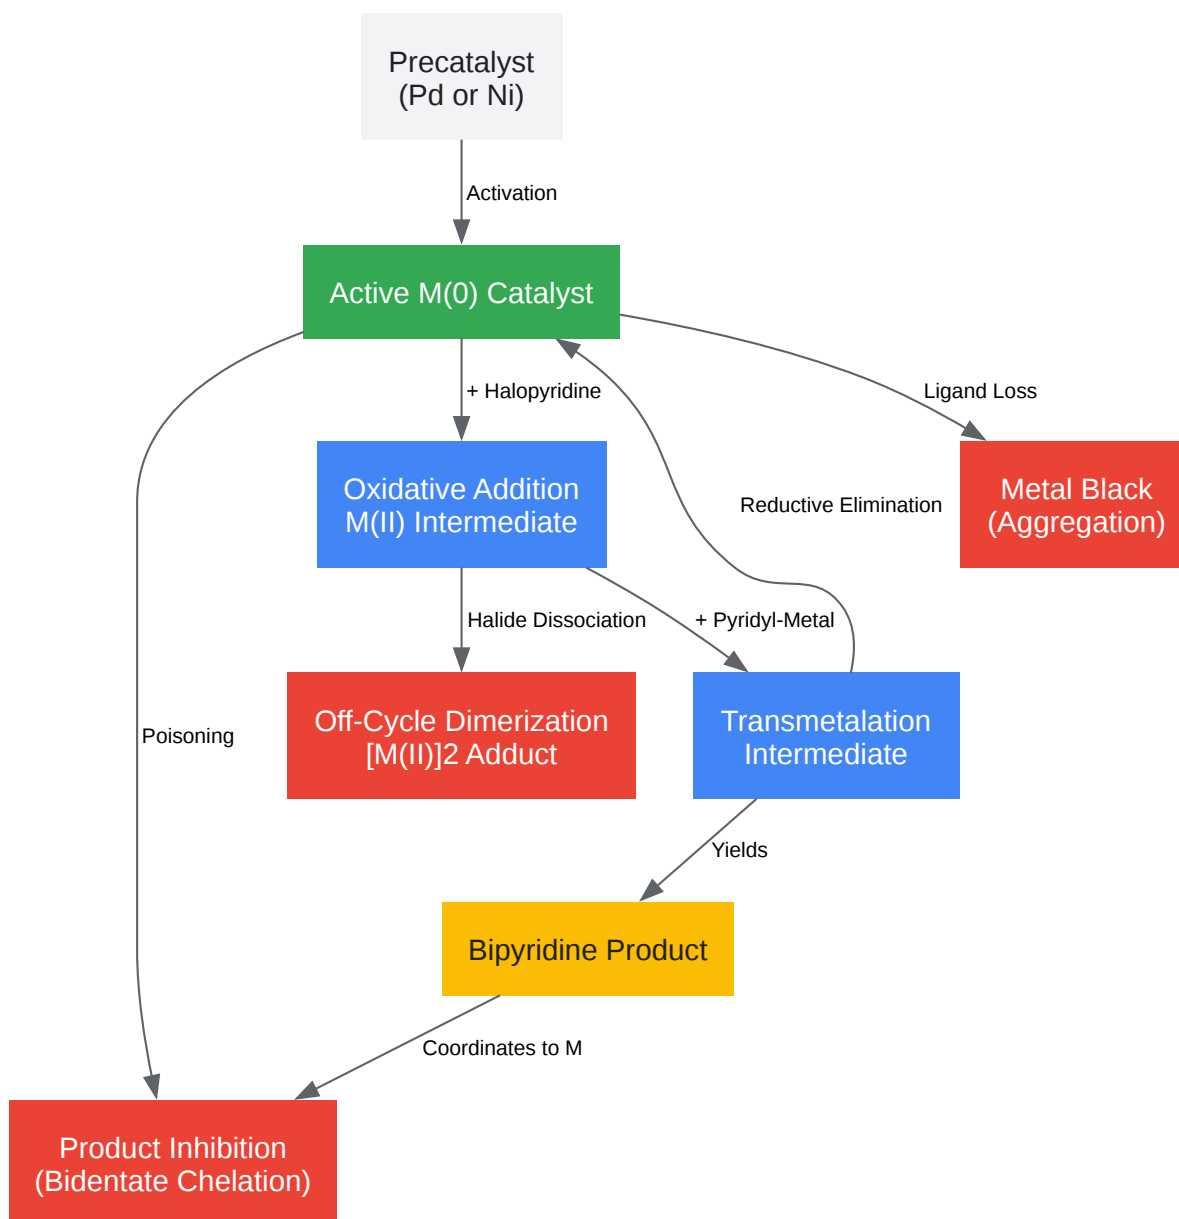 Precatalyst
(Pd or Ni)
Activation
Active M(0) Catalyst
+ Halopyridine
Ligand Loss
Oxidative Addition
M(II) Intermediate
Reductive Elimination
Metal Black
(Aggregation)
Halide Dissociation
+ Pyridyl-Metal
Off-Cycle Dimerization
[M(II)]2 Adduct
Transmetalation
Intermediate
Poisoning
Yields
Bipyridine Product
Coordinates to M
Product Inhibition
(Bidentate Chelation)